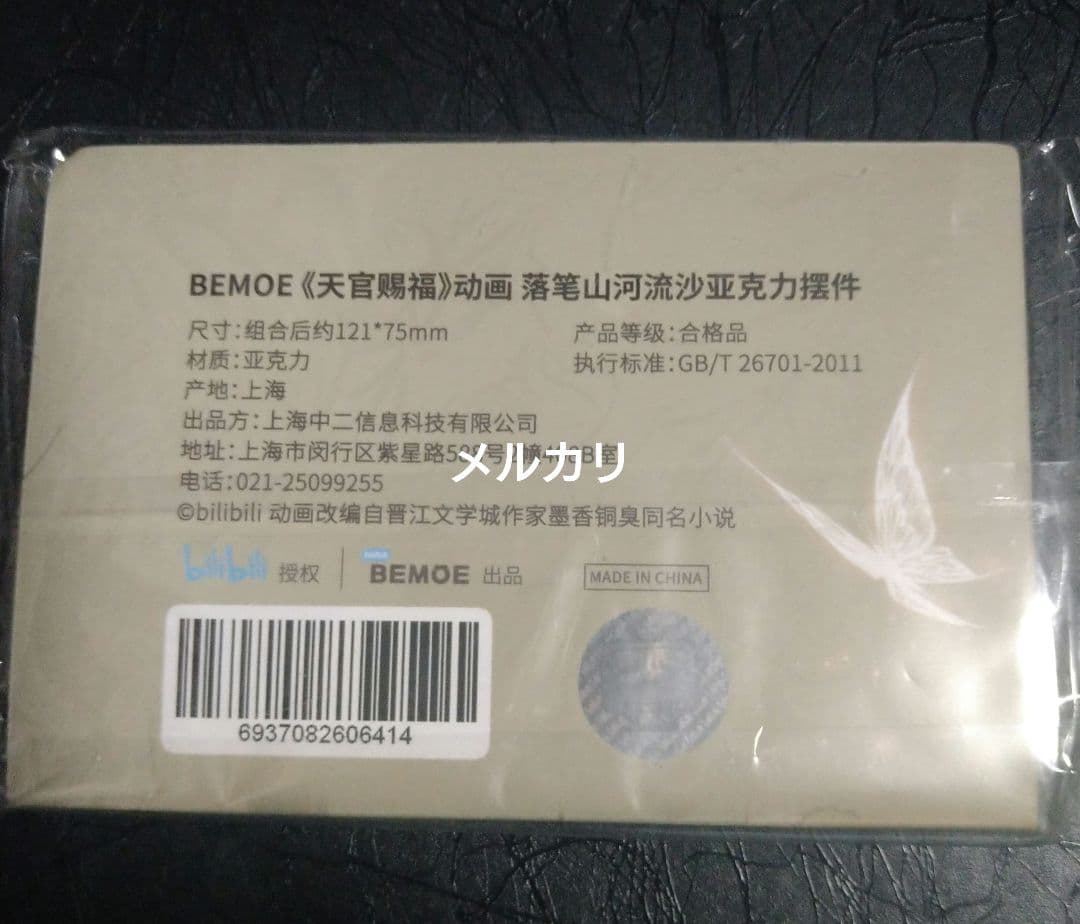 BEMOE《天官赐福》动画 落笔山河流沙亚克力摆件
尺寸:组合后约121*75mm
产品等级:合格品
材质:亚克力
执行标准:GB/T 26701-2011
产地:上海
出品方:上海中二信息科技有限公司
地址:上海市闵行区紫星路
メルカリ
电话:021-25099255
©bilibili 动画改编自晋江文学城作家墨香铜臭同名小说
bilibili 授权 | BEMOE 出品
MADE IN CHINA
6937082606414